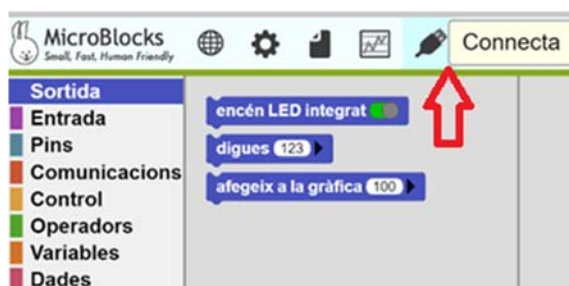 MicroBlocks
Small, Fast, Human Friendly
Connecta
Sortida
Entrada
Pins
Comunicacions
Control
Operadors
Variables
Dades
encén LED integrat
digues 123
afegeix a la gràfica 100